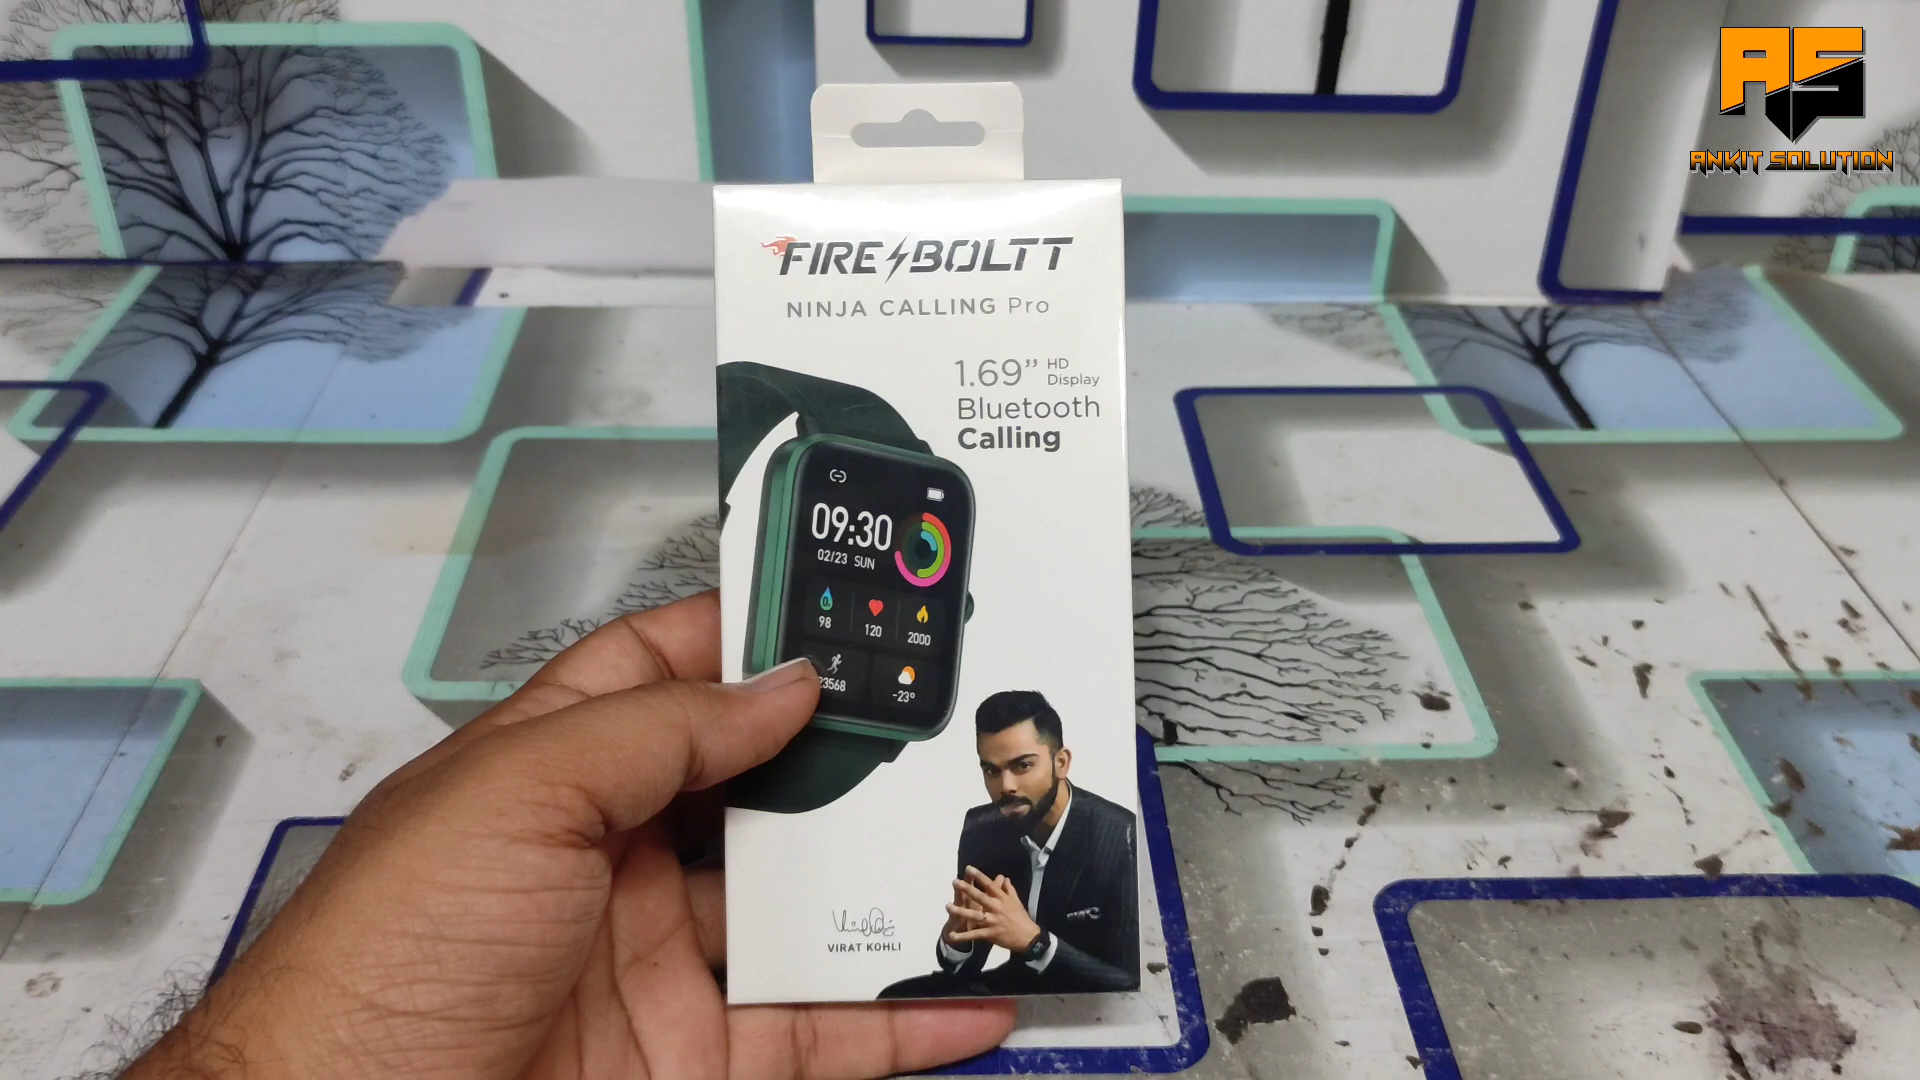 AS
ANKIT SOLUTION
FIRE BOLTT
NINJA CALLING Pro
1.69” HD
Display
Bluetooth
Calling
09:30
02/23 SUN
98
120
2000
23568
-23°
VIRAT KOHLI